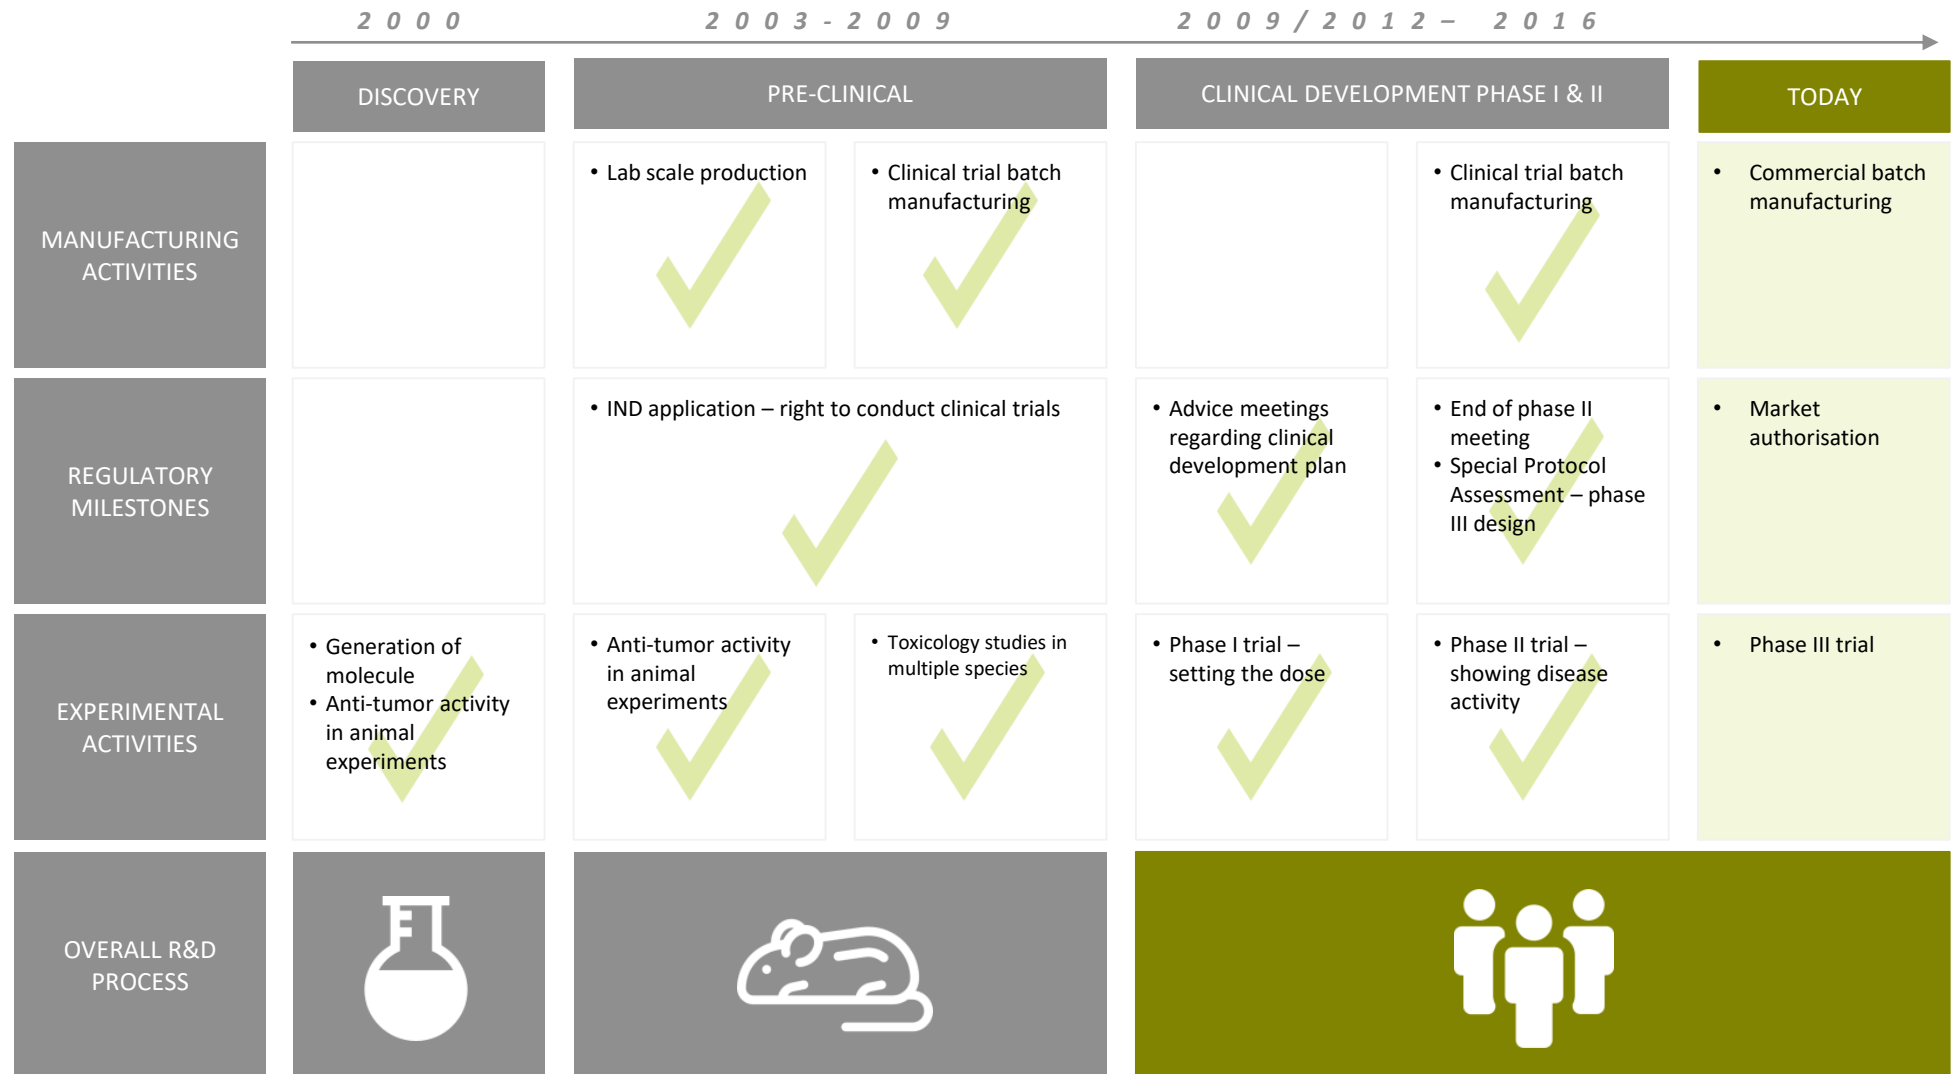 2000
2003-2009
2009/2012– 2016
DISCOVERY
PRE-CLINICAL
CLINICAL DEVELOPMENT PHASE I & II
TODAY
MANUFACTURING
ACTIVITIES
• Lab scale production
• Clinical trial batch
manufacturing
• Clinical trial batch
manufacturing
• Commercial batch
manufacturing
REGULATORY
MILESTONES
• IND application – right to conduct clinical trials
• Advice meetings
regarding clinical
development plan
• End of phase II
meeting
• Special Protocol
Assessment – phase
III design
• Market
authorisation
EXPERIMENTAL
ACTIVITIES
• Generation of
molecule
• Anti-tumor activity
in animal
experiments
• Anti-tumor activity
in animal
experiments
• Toxicology studies in
multiple species
• Phase I trial –
setting the dose
• Phase II trial –
showing disease
activity
• Phase III trial
OVERALL R&D
PROCESS